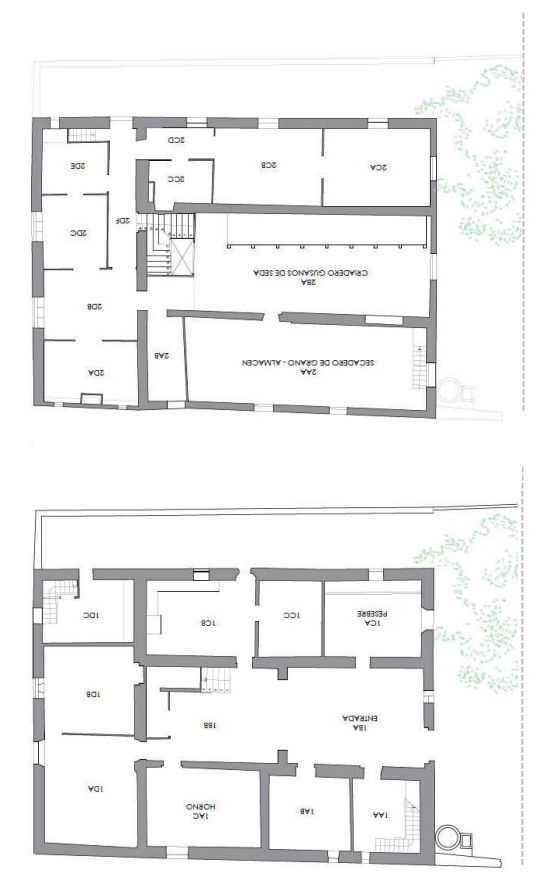 2CD
2CB
2CA
2DE
2CC
2DC
2DF
CRIADERO GUSANOS DE SEDA
2BA
2DB
2AB
SECADERO DE GRANO - ALMACEN
2AA
2DA
1DC
1CB
1CC
PESEBRE
1CA
1DB
1BB
ENTRADA
1BA
1DA
HORNO
1AC
1AB
1AA